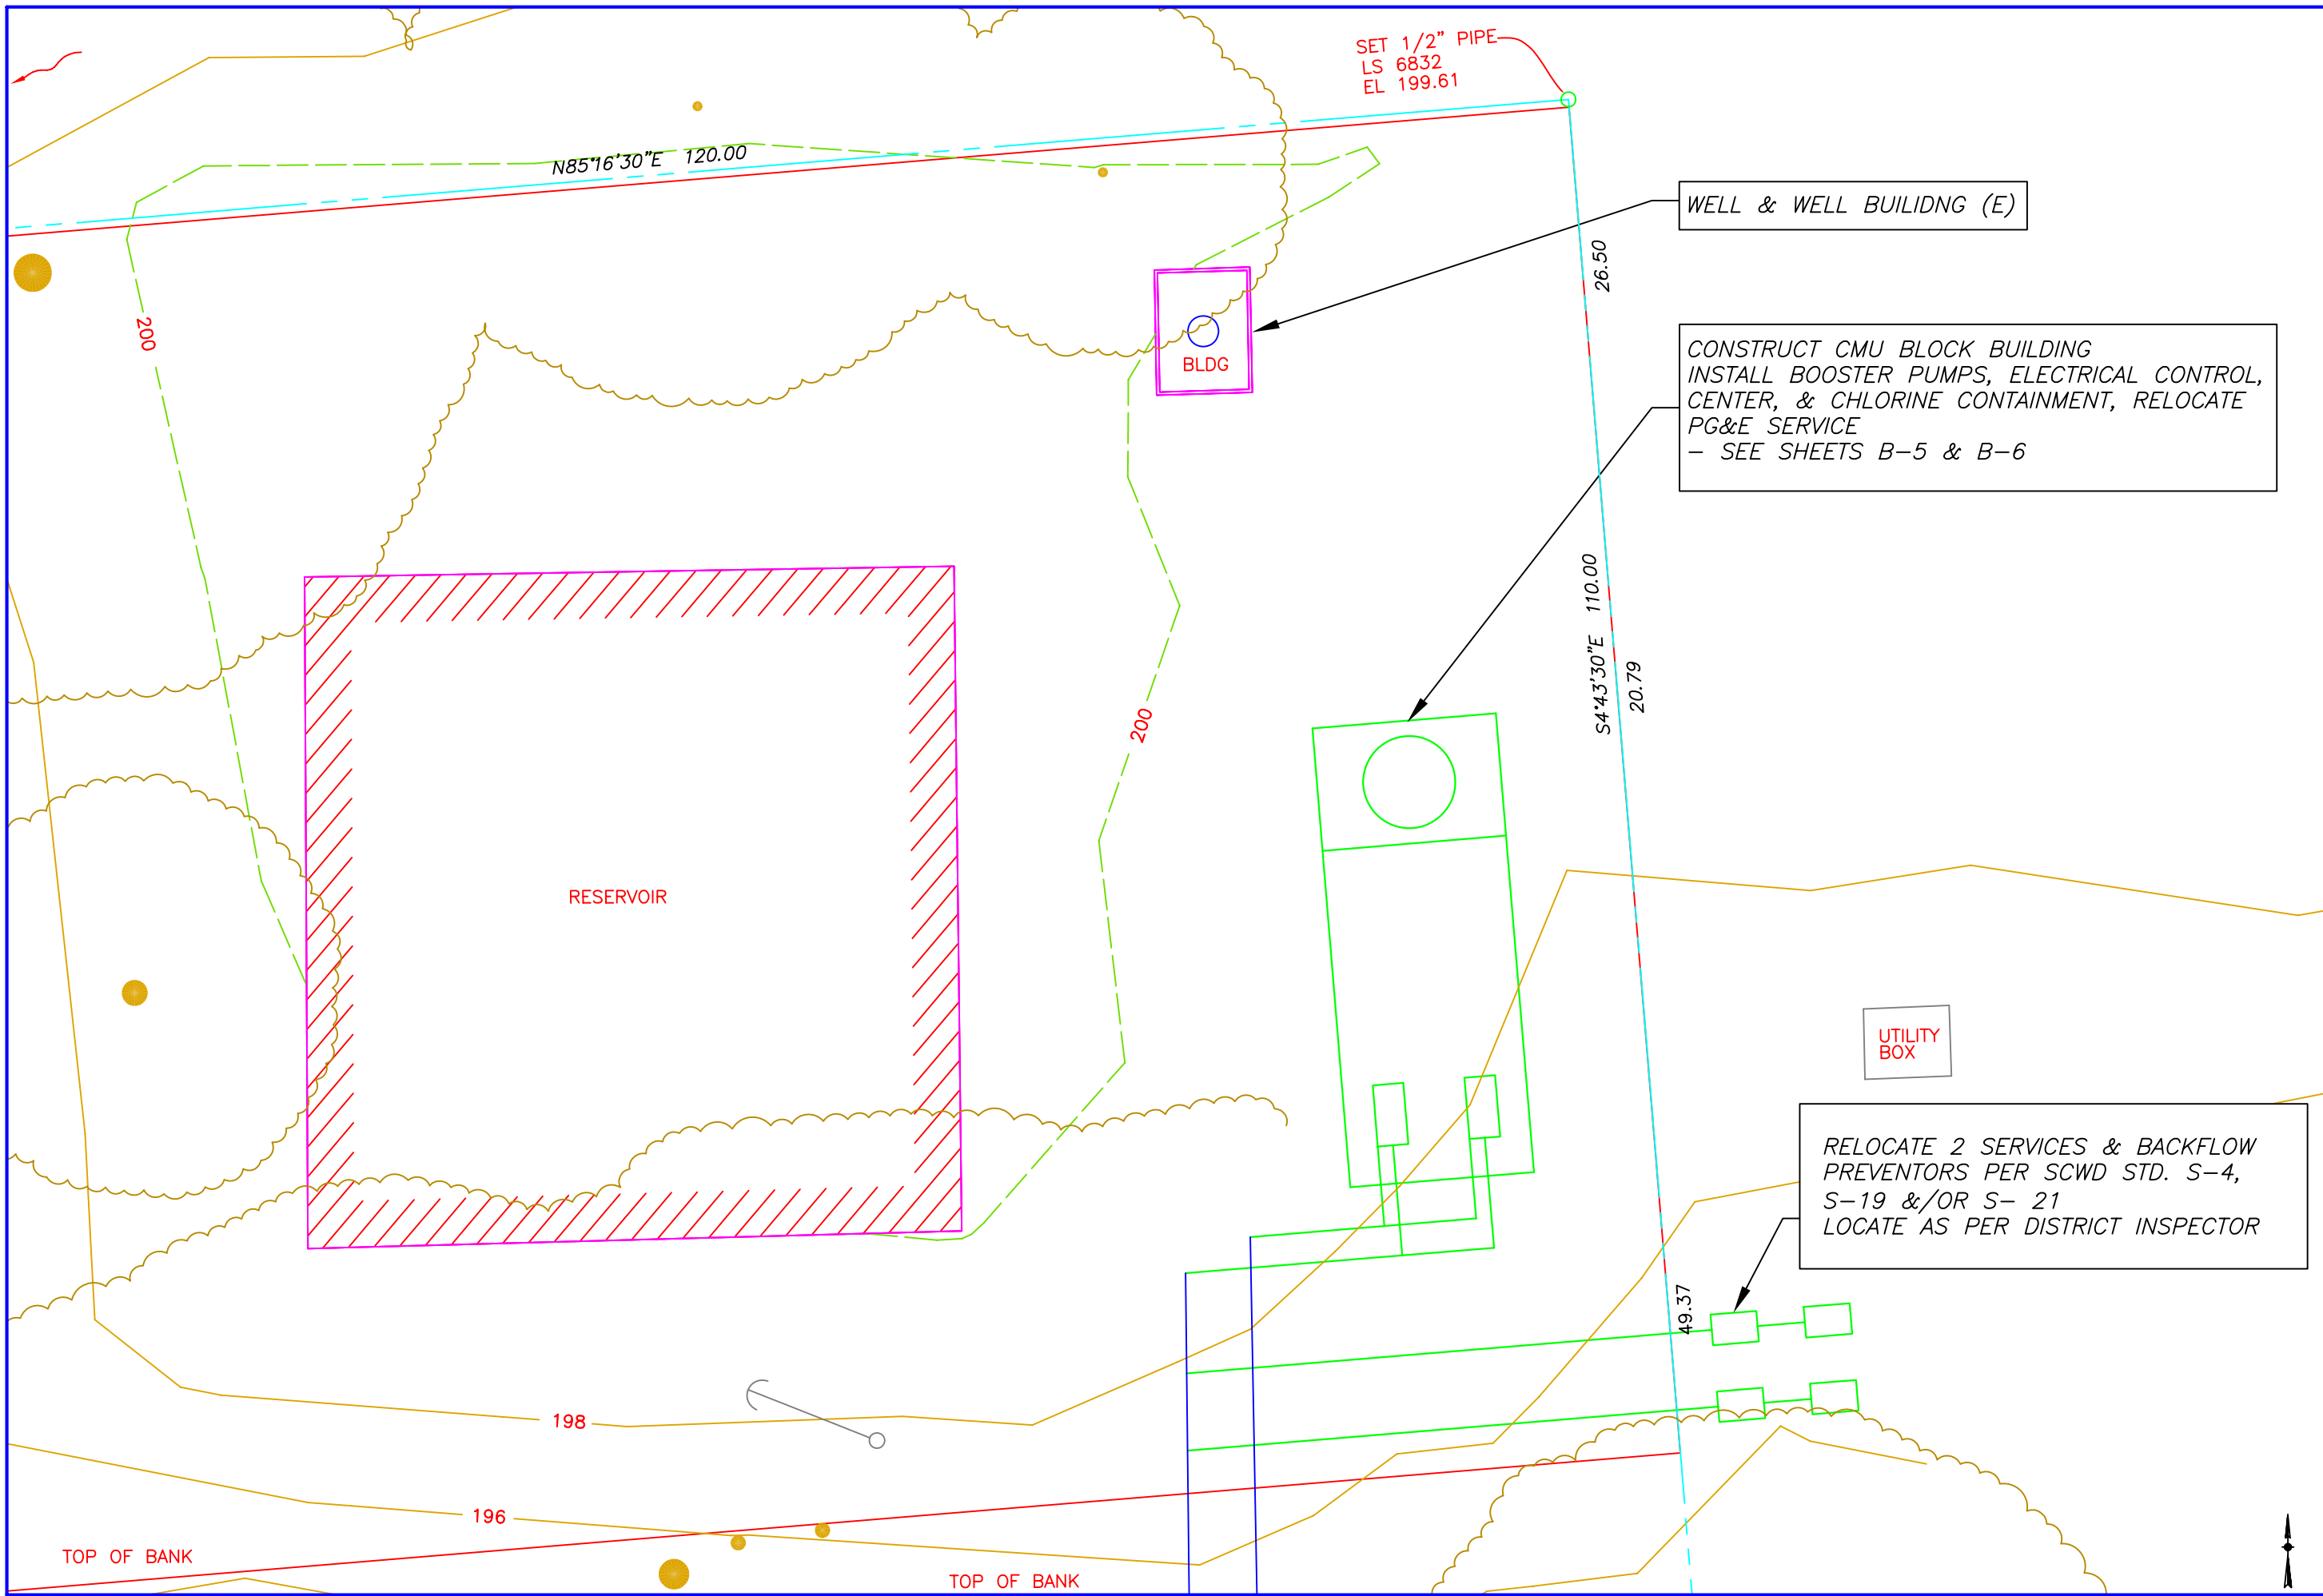 SET 1/2" PIPE
LS 6832
EL 199.61
N85°16'30"E 120.00
WELL & WELL BUILIDNG (E)
26.50
200
BLDG
CONSTRUCT CMU BLOCK BUILDING
INSTALL BOOSTER PUMPS, ELECTRICAL CONTROL,
CENTER, & CHLORINE CONTAINMENT, RELOCATE
PG&E SERVICE
- SEE SHEETS B-5 & B-6
S4°43'30"E 110.00
20.79
200
RESERVOIR
UTILITY
BOX
RELOCATE 2 SERVICES & BACKFLOW
PREVENTORS PER SCWD STD. S-4,
S-19 &/OR S- 21
LOCATE AS PER DISTRICT INSPECTOR
49.37
198
196
TOP OF BANK
TOP OF BANK